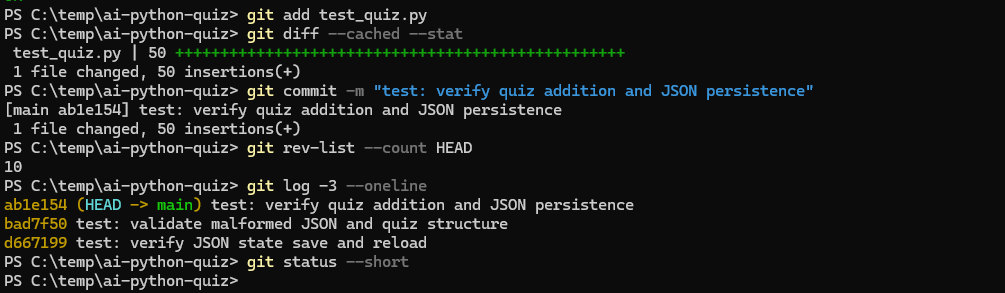 PS C:\temp\ai-python-quiz> git add test_quiz.py
PS C:\temp\ai-python-quiz> git diff --cached --stat
 test_quiz.py | 50 ++++++++++++++++++++++++++++++++++++++++++++++++++
 1 file changed, 50 insertions(+)
PS C:\temp\ai-python-quiz> git commit -m "test: verify quiz addition and JSON persistence"
[main ab1e154] test: verify quiz addition and JSON persistence
 1 file changed, 50 insertions(+)
PS C:\temp\ai-python-quiz> git rev-list --count HEAD
10
PS C:\temp\ai-python-quiz> git log -3 --oneline
ab1e154 (HEAD -> main) test: verify quiz addition and JSON persistence
bad7f50 test: validate malformed JSON and quiz structure
d667199 test: verify JSON state save and reload
PS C:\temp\ai-python-quiz> git status --short
PS C:\temp\ai-python-quiz>